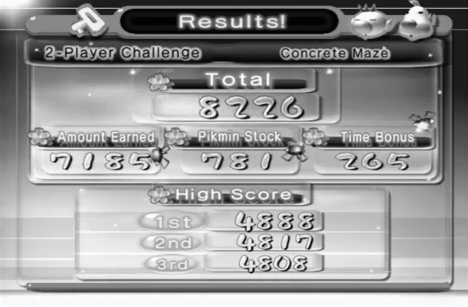 Results!
2-Player Challenge Concrete Maze
Total
8226
Amount Earned Pikmin Stock Time Bonus
7185 781 265
High Score
1st 4888
2nd 4817
3rd 4808